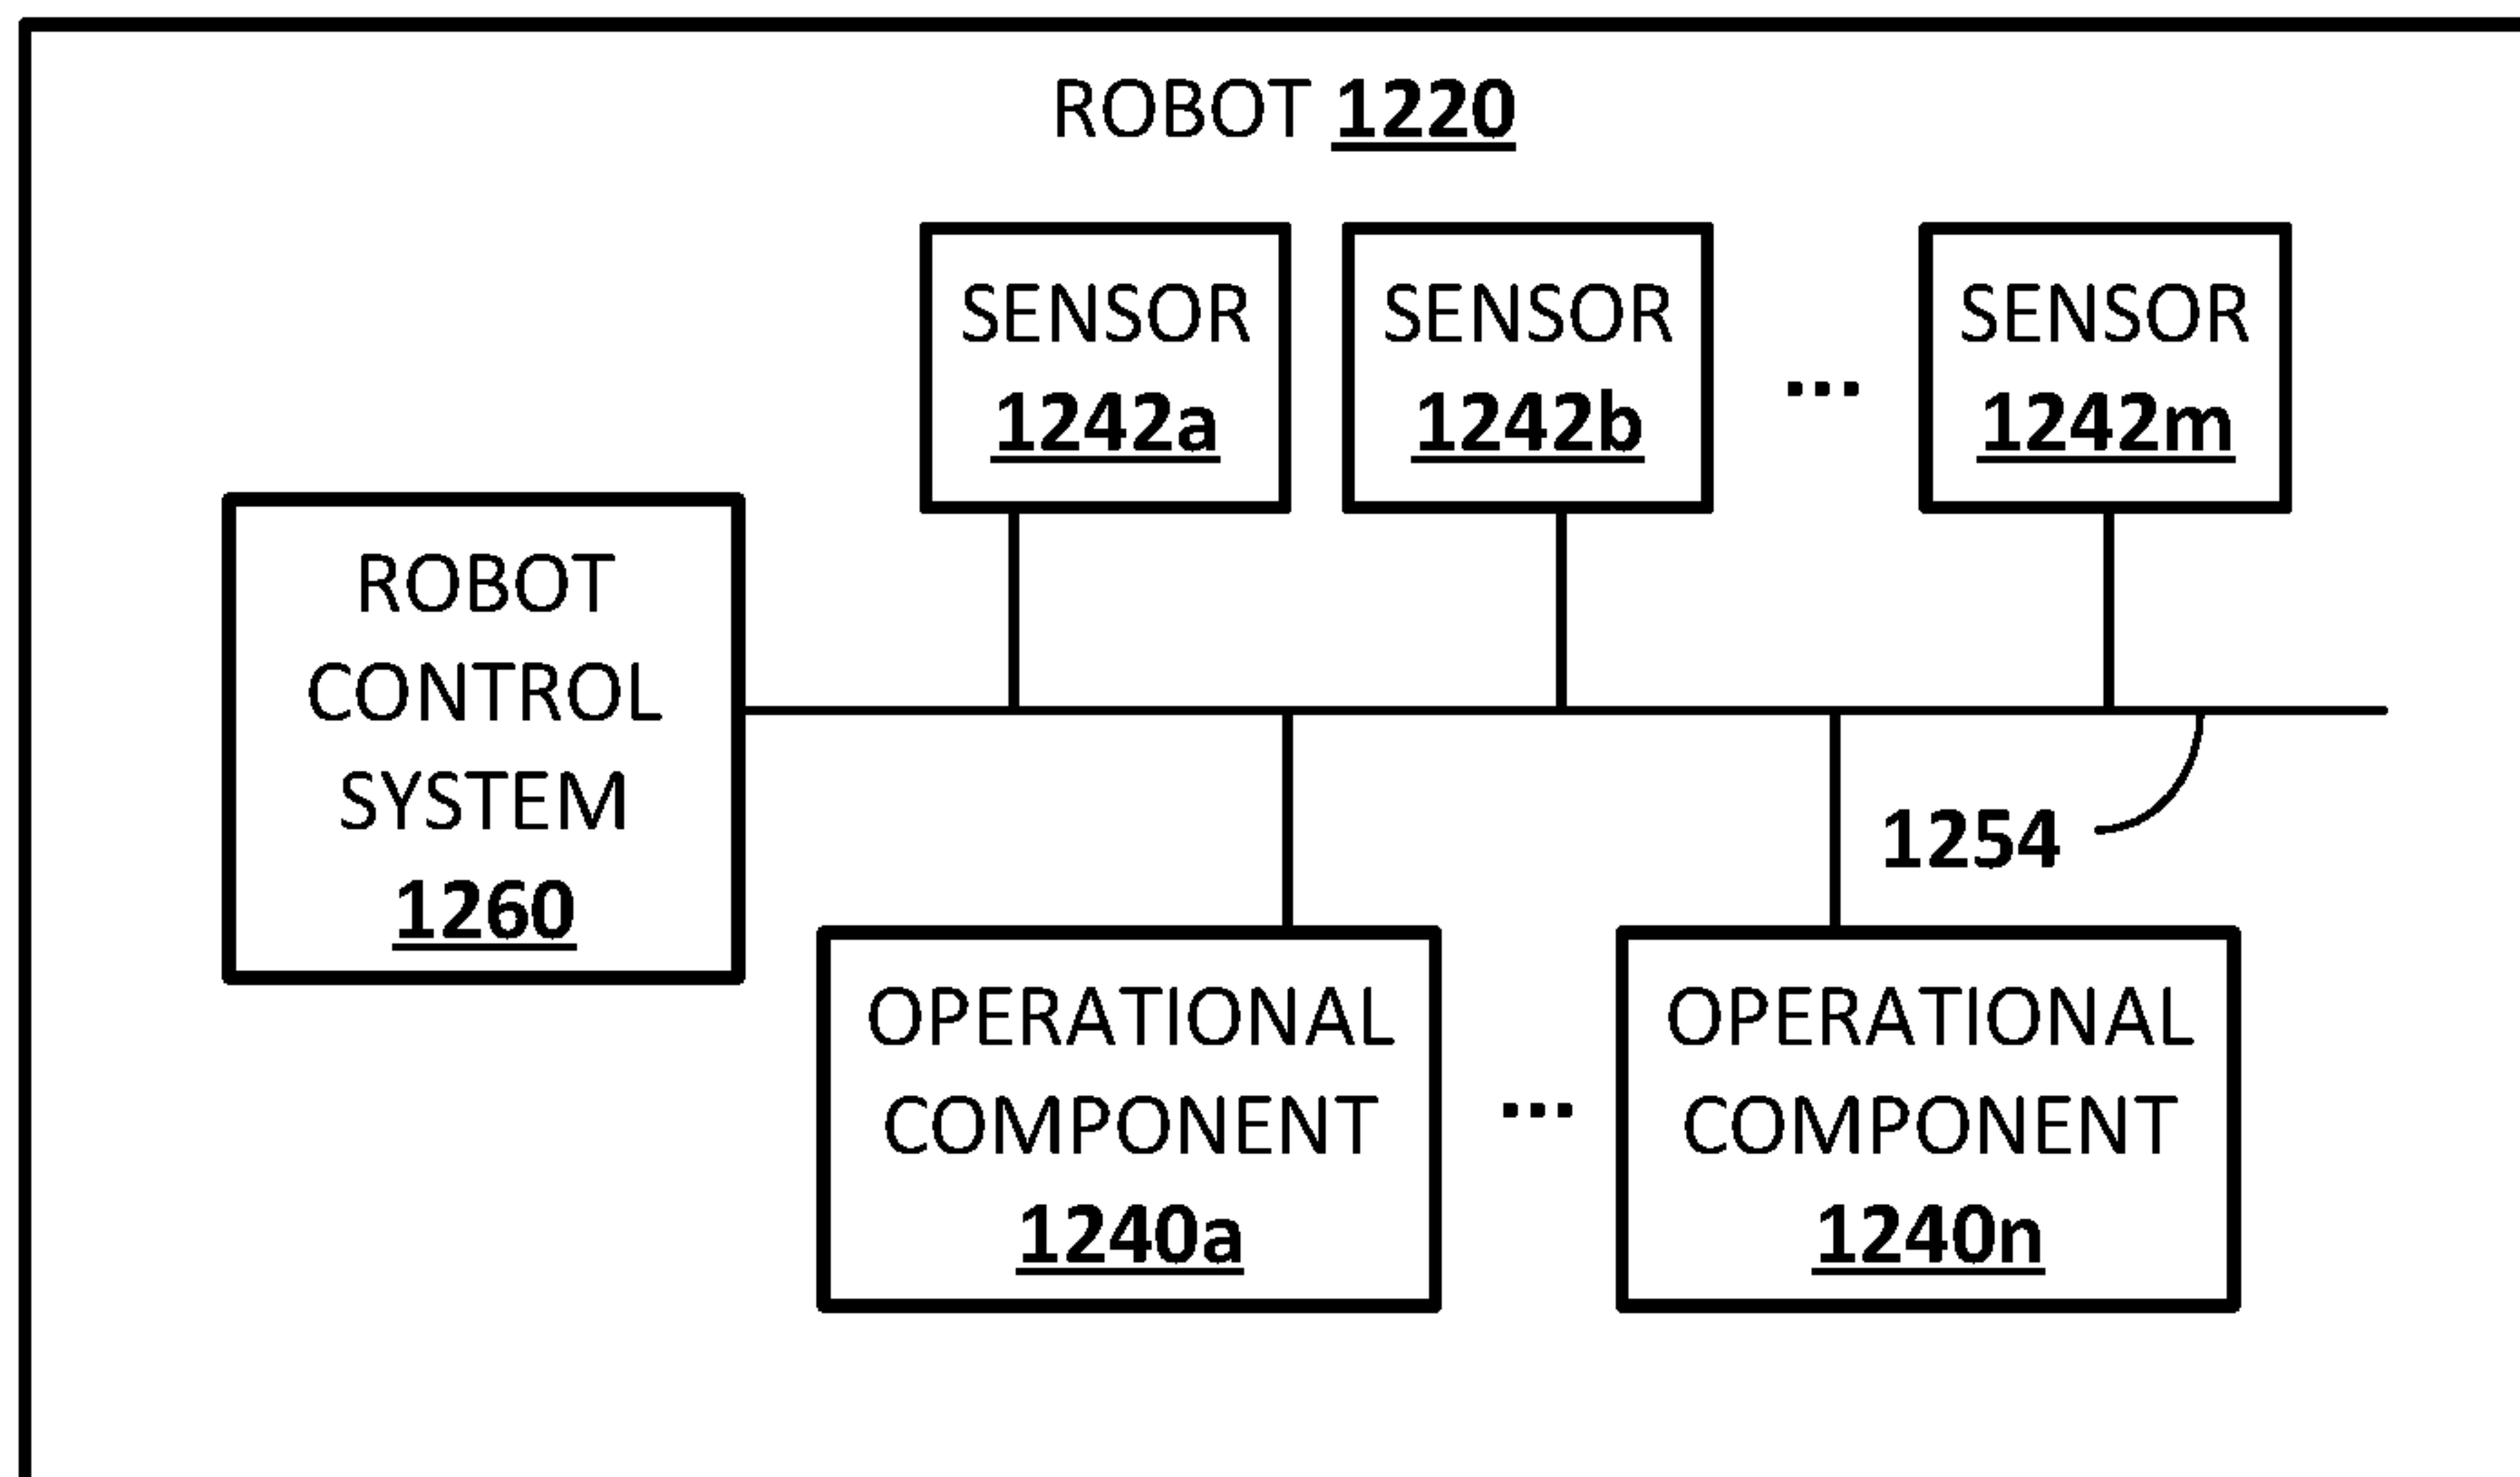 ROBOT 1220
SENSOR
1242a
SENSOR
1242b
...
SENSOR
1242m
ROBOT
CONTROL
SYSTEM
1260
1254
OPERATIONAL
COMPONENT
1240a
...
OPERATIONAL
COMPONENT
1240n